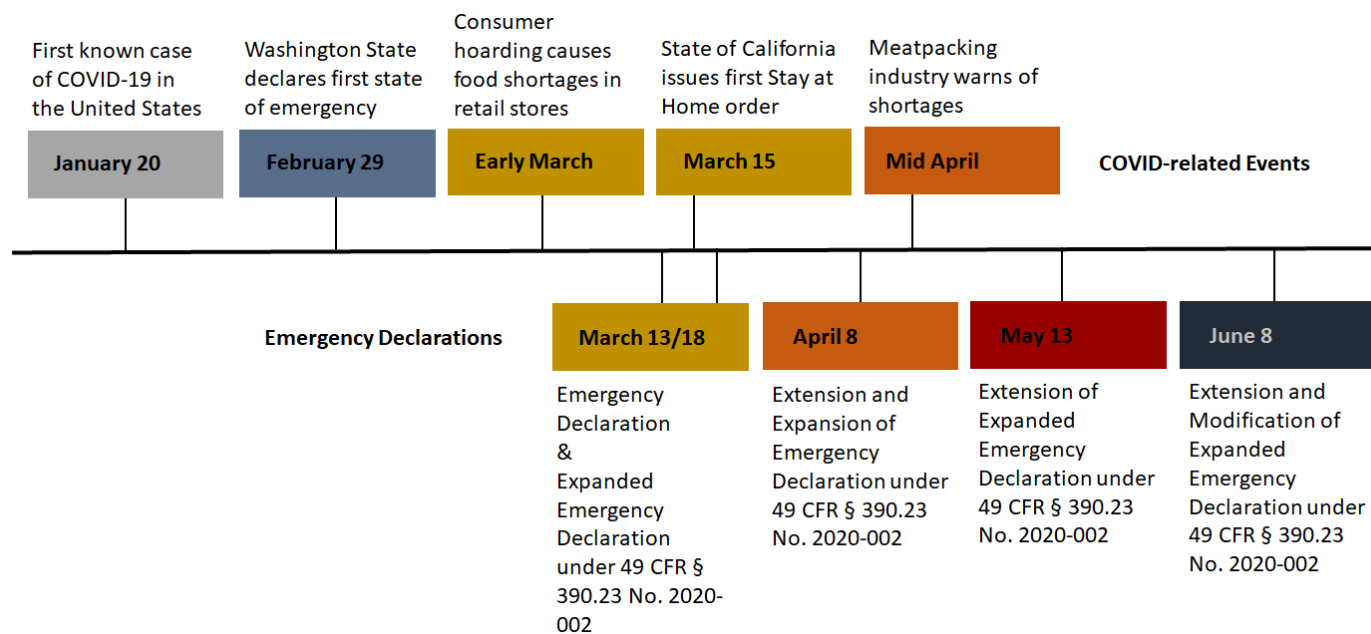 First known case
of COVID-19 in
the United States
January 20
Washington State
declares first state
of emergency
February 29
Consumer
hoarding causes
food shortages in
retail stores
Early March
State of California
issues first Stay at
Home order
March 15
Meatpacking
industry warns of
shortages
Mid April
COVID-related Events
Emergency Declarations
March 13/18
Emergency
Declaration
&
Expanded
Emergency
Declaration
under 49 CFR §
390.23 No. 2020-
002
April 8
Extension and
Expansion of
Emergency
Declaration under
49 CFR § 390.23
No. 2020-002
May 13
Extension of
Expanded
Emergency
Declaration under
49 CFR § 390.23
No. 2020-002
June 8
Extension and
Modification of
Expanded
Emergency
Declaration under
49 CFR § 390.23
No. 2020-002